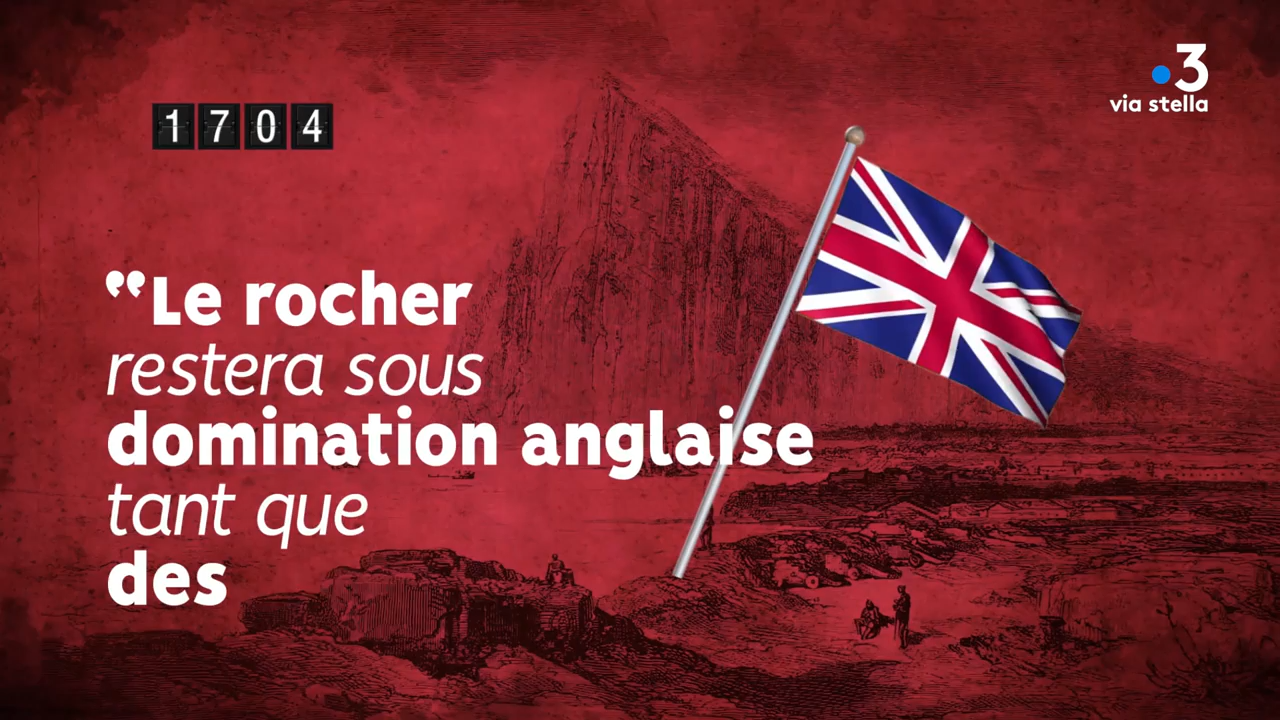 1704
3
via stella
“Le rocher
restera sous
domination anglaise
tant que
des